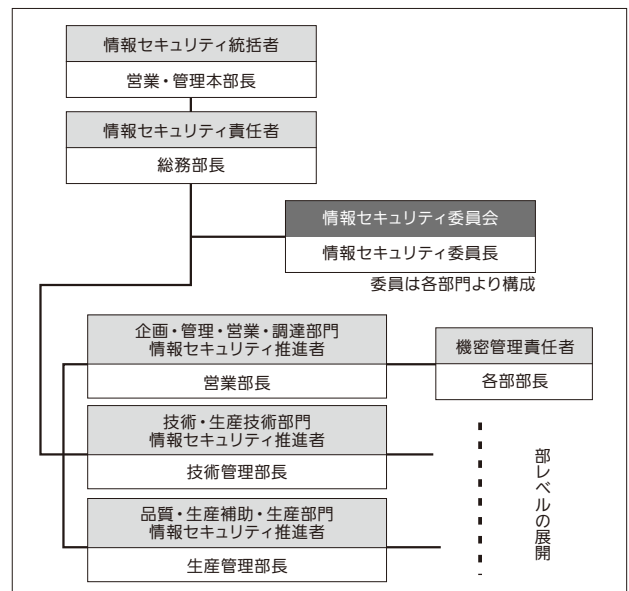 情報セキュリティ統括者
営業・管理本部長
情報セキュリティ責任者
総務部長
情報セキュリティ委員会
情報セキュリティ委員長
委員は各部門より構成
企画・管理・営業・調達部門
情報セキュリティ推進者
営業部長
機密管理責任者
各部部長
技術・生産技術部門
情報セキュリティ推進者
技術管理部長
品質・生産補助・生産部門
情報セキュリティ推進者
生産管理部長
部レベルの展開